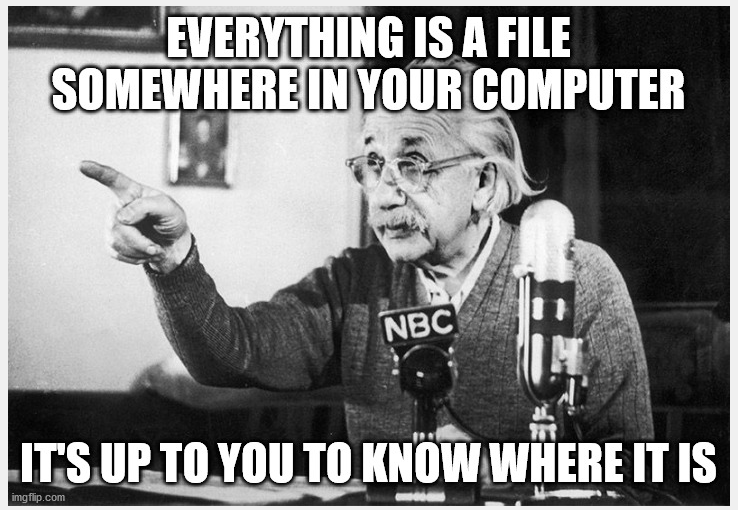 EVERYTHING IS A FILE
SOMEWHERE IN YOUR COMPUTER
NBC
IT'S UP TO YOU TO KNOW WHERE IT IS
imgflip.com